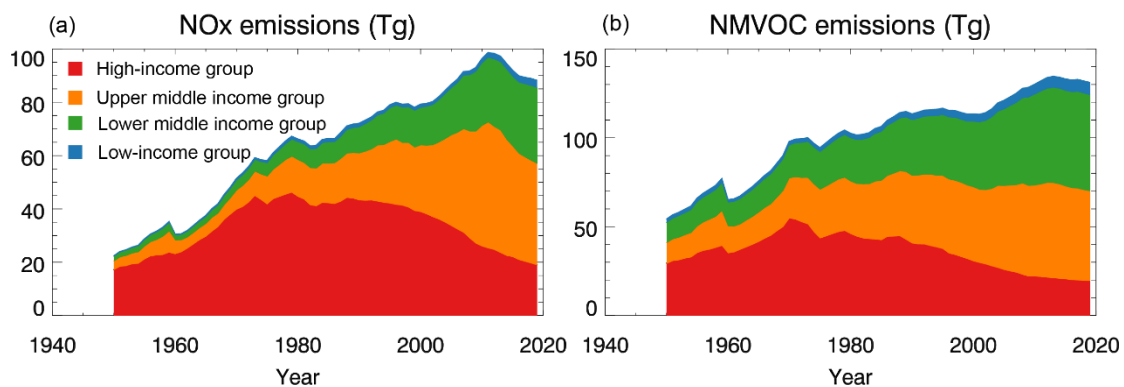 (a) NOx emissions (Tg)
100
80
60
40
20
0
High-income group
Upper middle income group
Lower middle income group
Low-income group
1940 1960 1980 2000 2020
Year
(b) NMVOC emissions (Tg)
150
100
50
0
1940 1960 1980 2000 2020
Year